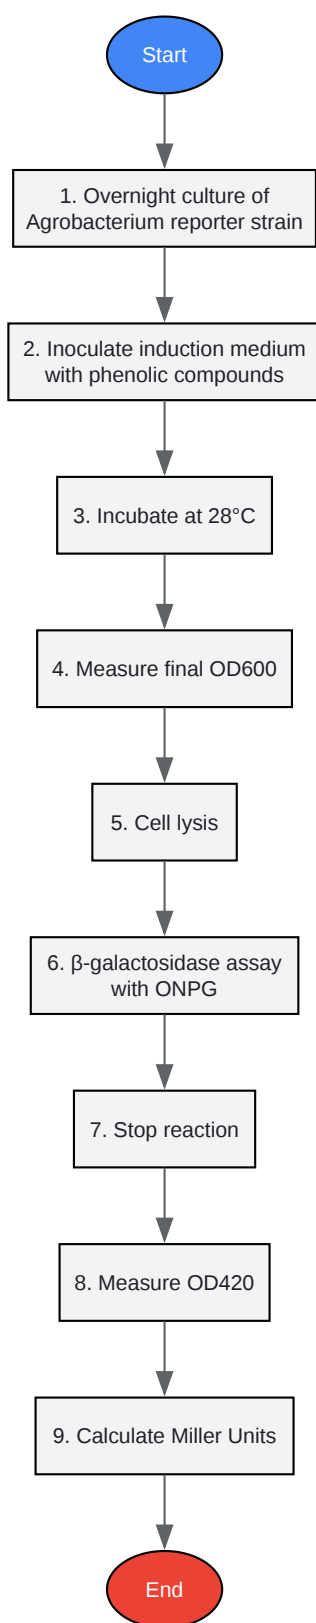 Start
1. Overnight culture of
Agrobacterium reporter strain
2. Inoculate induction medium
with phenolic compounds
3. Incubate at 28°C
4. Measure final OD600
5. Cell lysis
6. β-galactosidase assay
with ONPG
7. Stop reaction
8. Measure OD420
9. Calculate Miller Units
End